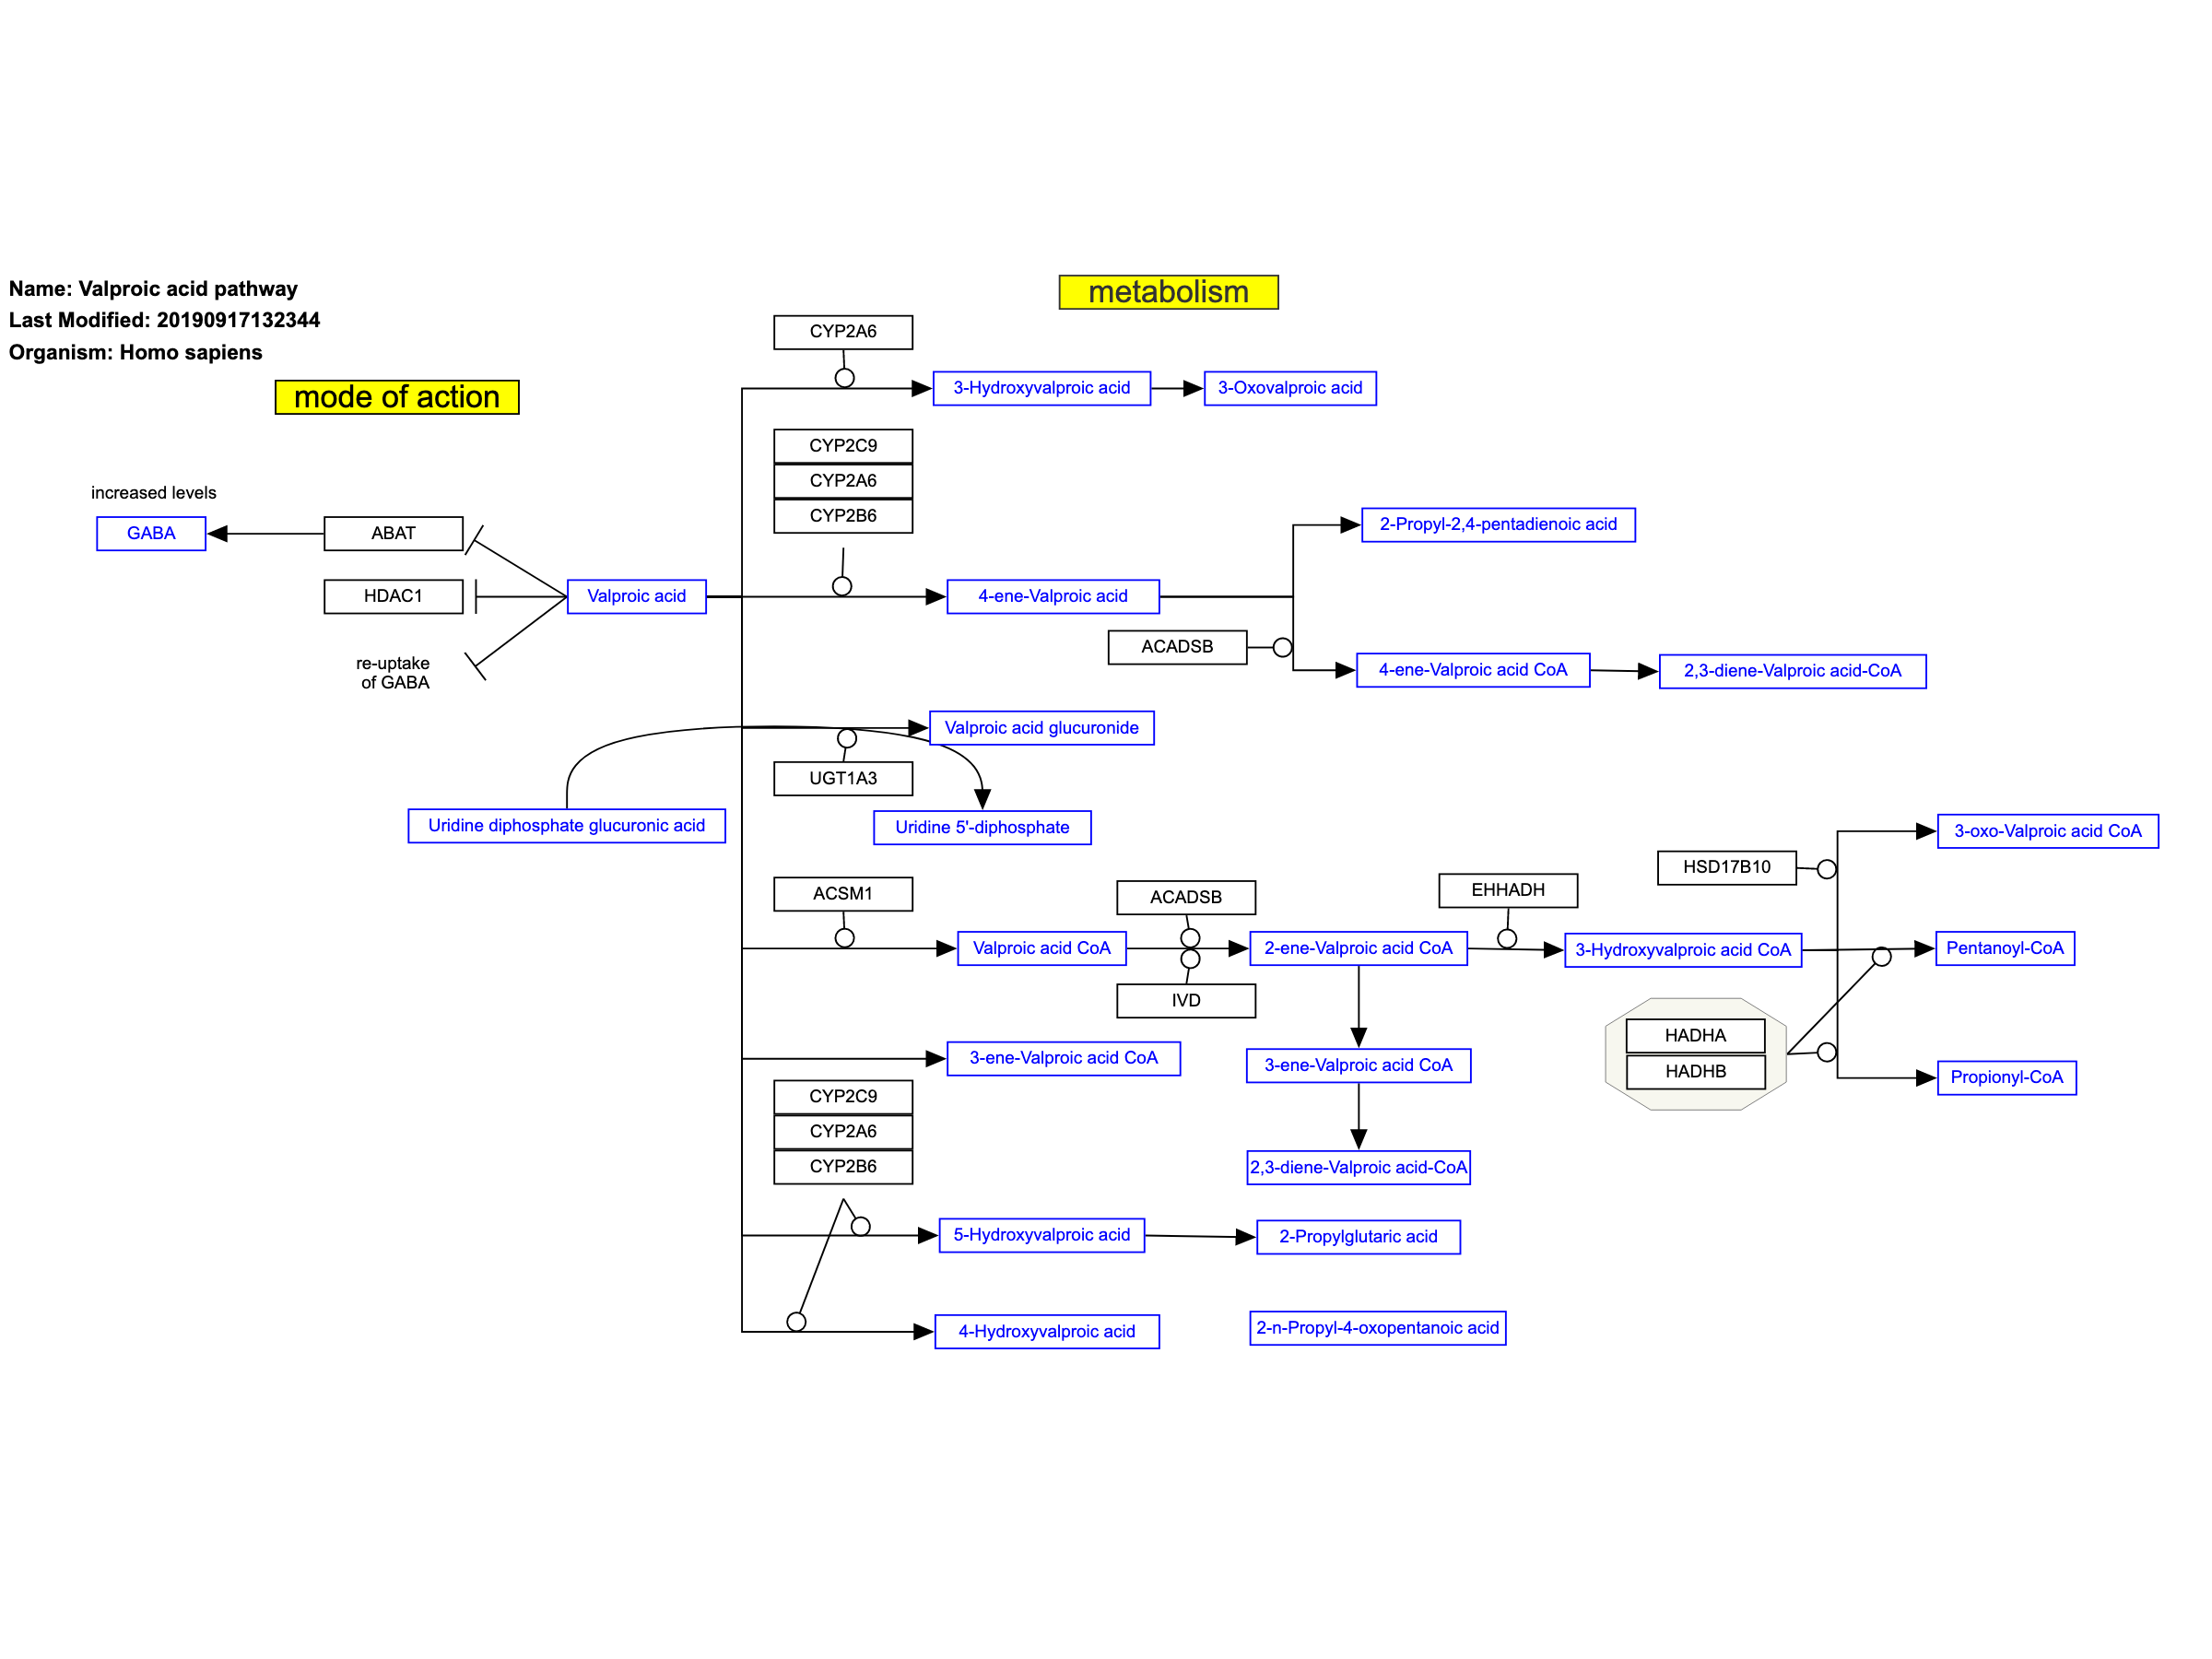 Name: Valproic acid pathway
Last Modified: 20190917132344
Organism: Homo sapiens
metabolism
mode of action
CYP2A6
3-Hydroxyvalproic acid
3-Oxovalproic acid
CYP2C9
CYP2A6
CYP2B6
increased levels
GABA
ABAT
HDAC1
re-uptake
of GABA
Valproic acid
4-ene-Valproic acid
2-Propyl-2,4-pentadienoic acid
ACADSB
4-ene-Valproic acid CoA
2,3-diene-Valproic acid-CoA
Valproic acid glucuronide
UGT1A3
Uridine diphosphate glucuronic acid
Uridine 5'-diphosphate
ACSM1
Valproic acid CoA
ACADSB
IVD
2-ene-Valproic acid CoA
EHHADH
3-Hydroxyvalproic acid CoA
HSD17B10
3-oxo-Valproic acid CoA
Pentanoyl-CoA
HADHA
HADHB
Propionyl-CoA
3-ene-Valproic acid CoA
3-ene-Valproic acid CoA
2,3-diene-Valproic acid-CoA
CYP2C9
CYP2A6
CYP2B6
5-Hydroxyvalproic acid
2-Propylglutaric acid
4-Hydroxyvalproic acid
2-n-Propyl-4-oxopentanoic acid